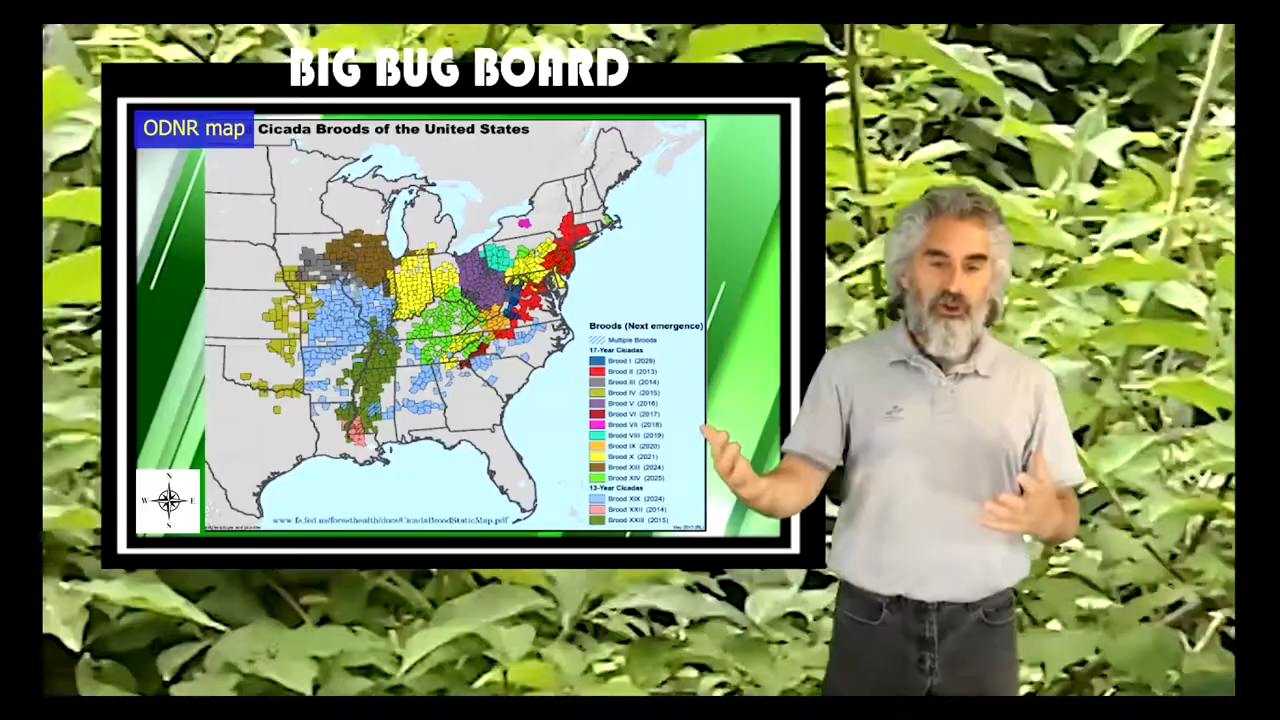 BIG BUG BOARD
ODNR map
Cicada Broods of the United States
Broods (Next emergence)
Multiple Broods
17-Year Cicadas
Brood I (2029)
Brood II (2013)
Brood III (2014)
Brood IV (2015)
Brood V (2016)
Brood VI (2017)
Brood VII (2018)
Brood VIII (2019)
Brood IX (2020)
Brood X (2021)
Brood XIII (2024)
Brood XIV (2025)
13-Year Cicadas
Brood XIX (2024)
Brood XXII (2014)
Brood XXIII (2015)
N
W E
S
www.fs.fed.us/foresthealth/docs/CicadaBroodStaticMap.pdf